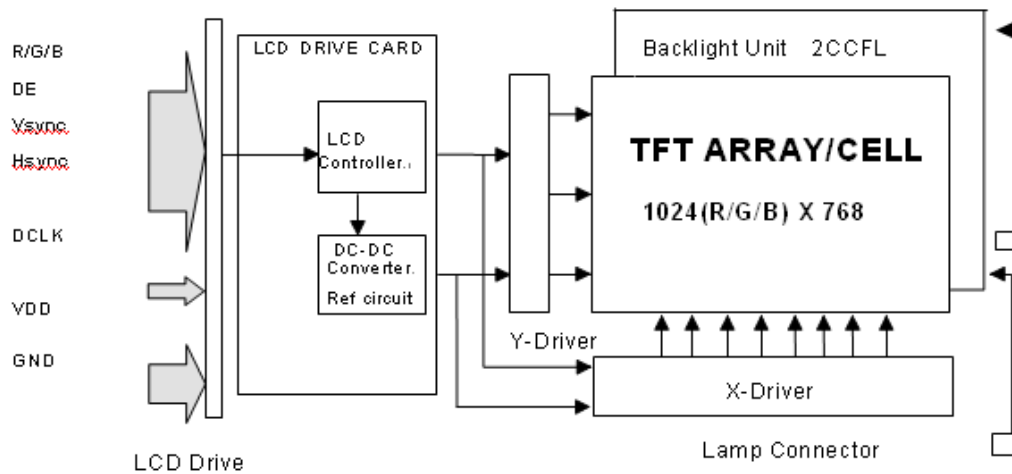 R/G/B
DE
Vsync
Hsync
DCLK
VDD
GND
LCD Drive
LCD DRIVE CARD
LCD
Controller.
DC-DC
Converter.
Ref circuit
Y-Driver
Backlight Unit 2CCFL
TFT ARRAY/CELL
1024(R/G/B) X 768
X-Driver
Lamp Connector